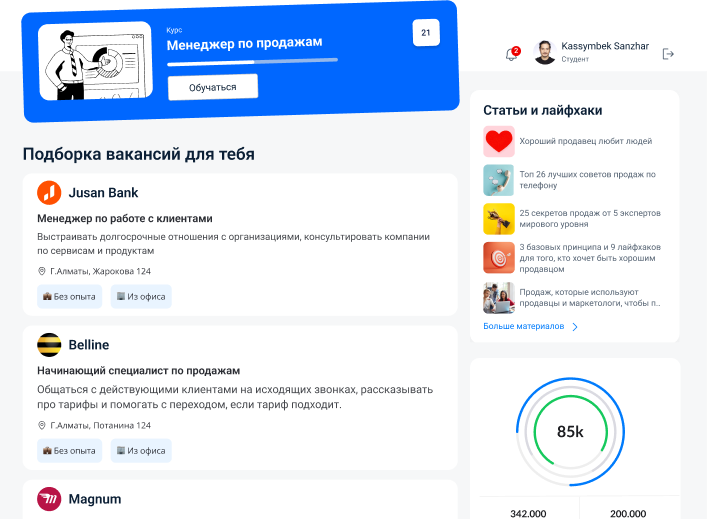 Курс
Менеджер по продажам
21
Обучаться
2
Kassymbek Sanzhar
Студент
Подборка вакансий для тебя
Jusan Bank
Менеджер по работе с клиентами
Выстраивать долгосрочные отношения с организациями, консультировать компании
по сервисам и продуктам
Г.Алматы, Жарокова 124
Без опыта
Из офиса
Belline
Начинающий специалист по продажам
Общаться с действующими клиентами на исходящих звонках, рассказывать
про тарифы и помогать с переходом, если тариф подходит.
Г.Алматы, Потанина 124
Без опыта
Из офиса
Magnum
Статьи и лайфхаки
Хороший продавец любит людей
Топ 26 лучших советов продаж по
телефону
25 секретов продаж от 5 экспертов
мирового уровня
3 базовых принципа и 9 лайфхаков
для того, кто хочет быть хорошим
продавцом
Продаж, которые используют
продавцы и маркетологи, чтобы п..
Больше материалов
85k
342.000
200.000